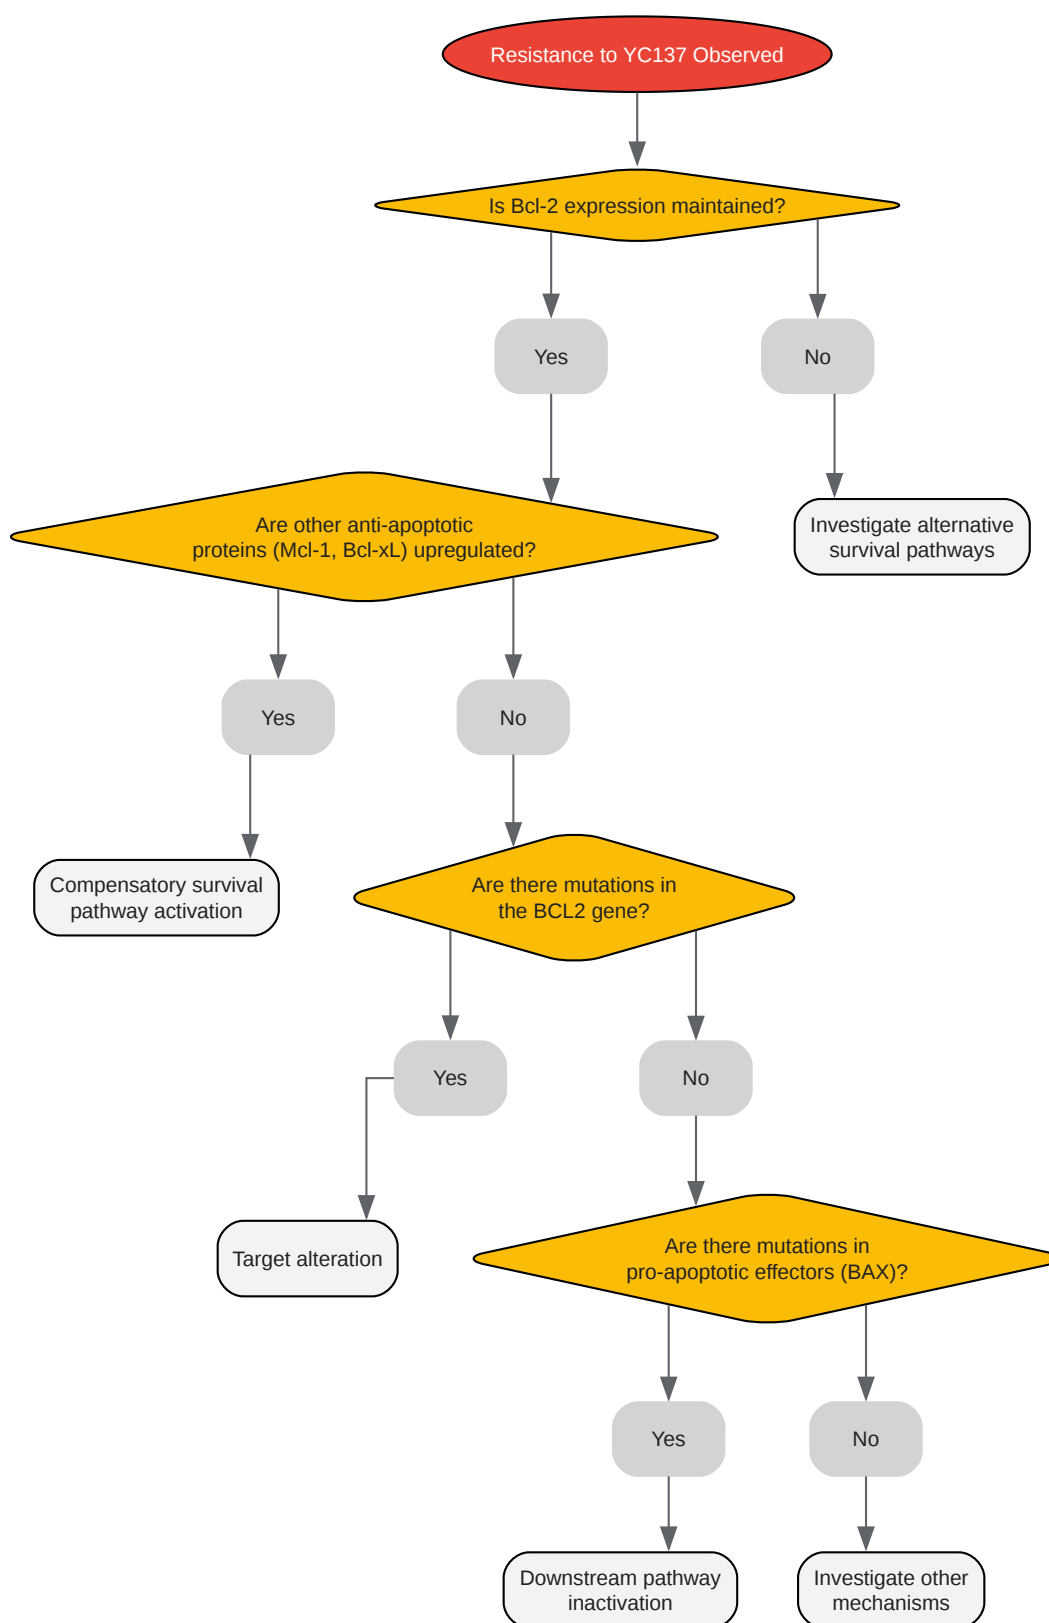 Resistance to YC137 Observed
Is Bcl-2 expression maintained?
Yes
No
Are other anti-apoptotic
proteins (Mcl-1, Bcl-xL) upregulated?
Investigate alternative
survival pathways
Yes
No
Compensatory survival
pathway activation
Are there mutations in
the BCL2 gene?
Yes
No
Target alteration
Are there mutations in
pro-apoptotic effectors (BAX)?
Yes
No
Downstream pathway
inactivation
Investigate other
mechanisms